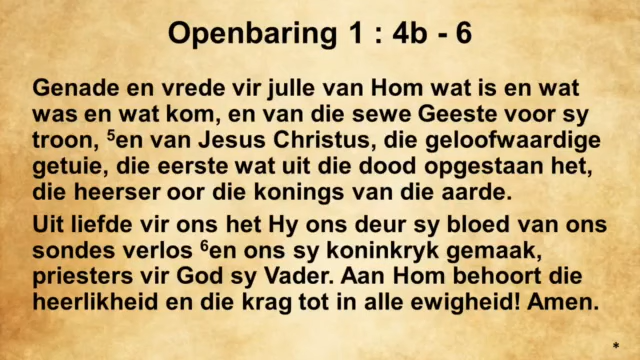 Openbaring 1 : 4b - 6
Genade en vrede vir julle van Hom wat is en wat
was en wat kom, en van die sewe Geeste voor sy
troon, ⁵en van Jesus Christus, die geloofwaardige
getuie, die eerste wat uit die dood opgestaan het,
die heerser oor die konings van die aarde.
Uit liefde vir ons het Hy ons deur sy bloed van ons
sondes verlos ⁶en ons sy koninkryk gemaak,
priesters vir God sy Vader. Aan Hom behoort die
heerlikheid en die krag tot in alle ewigheid! Amen.
*